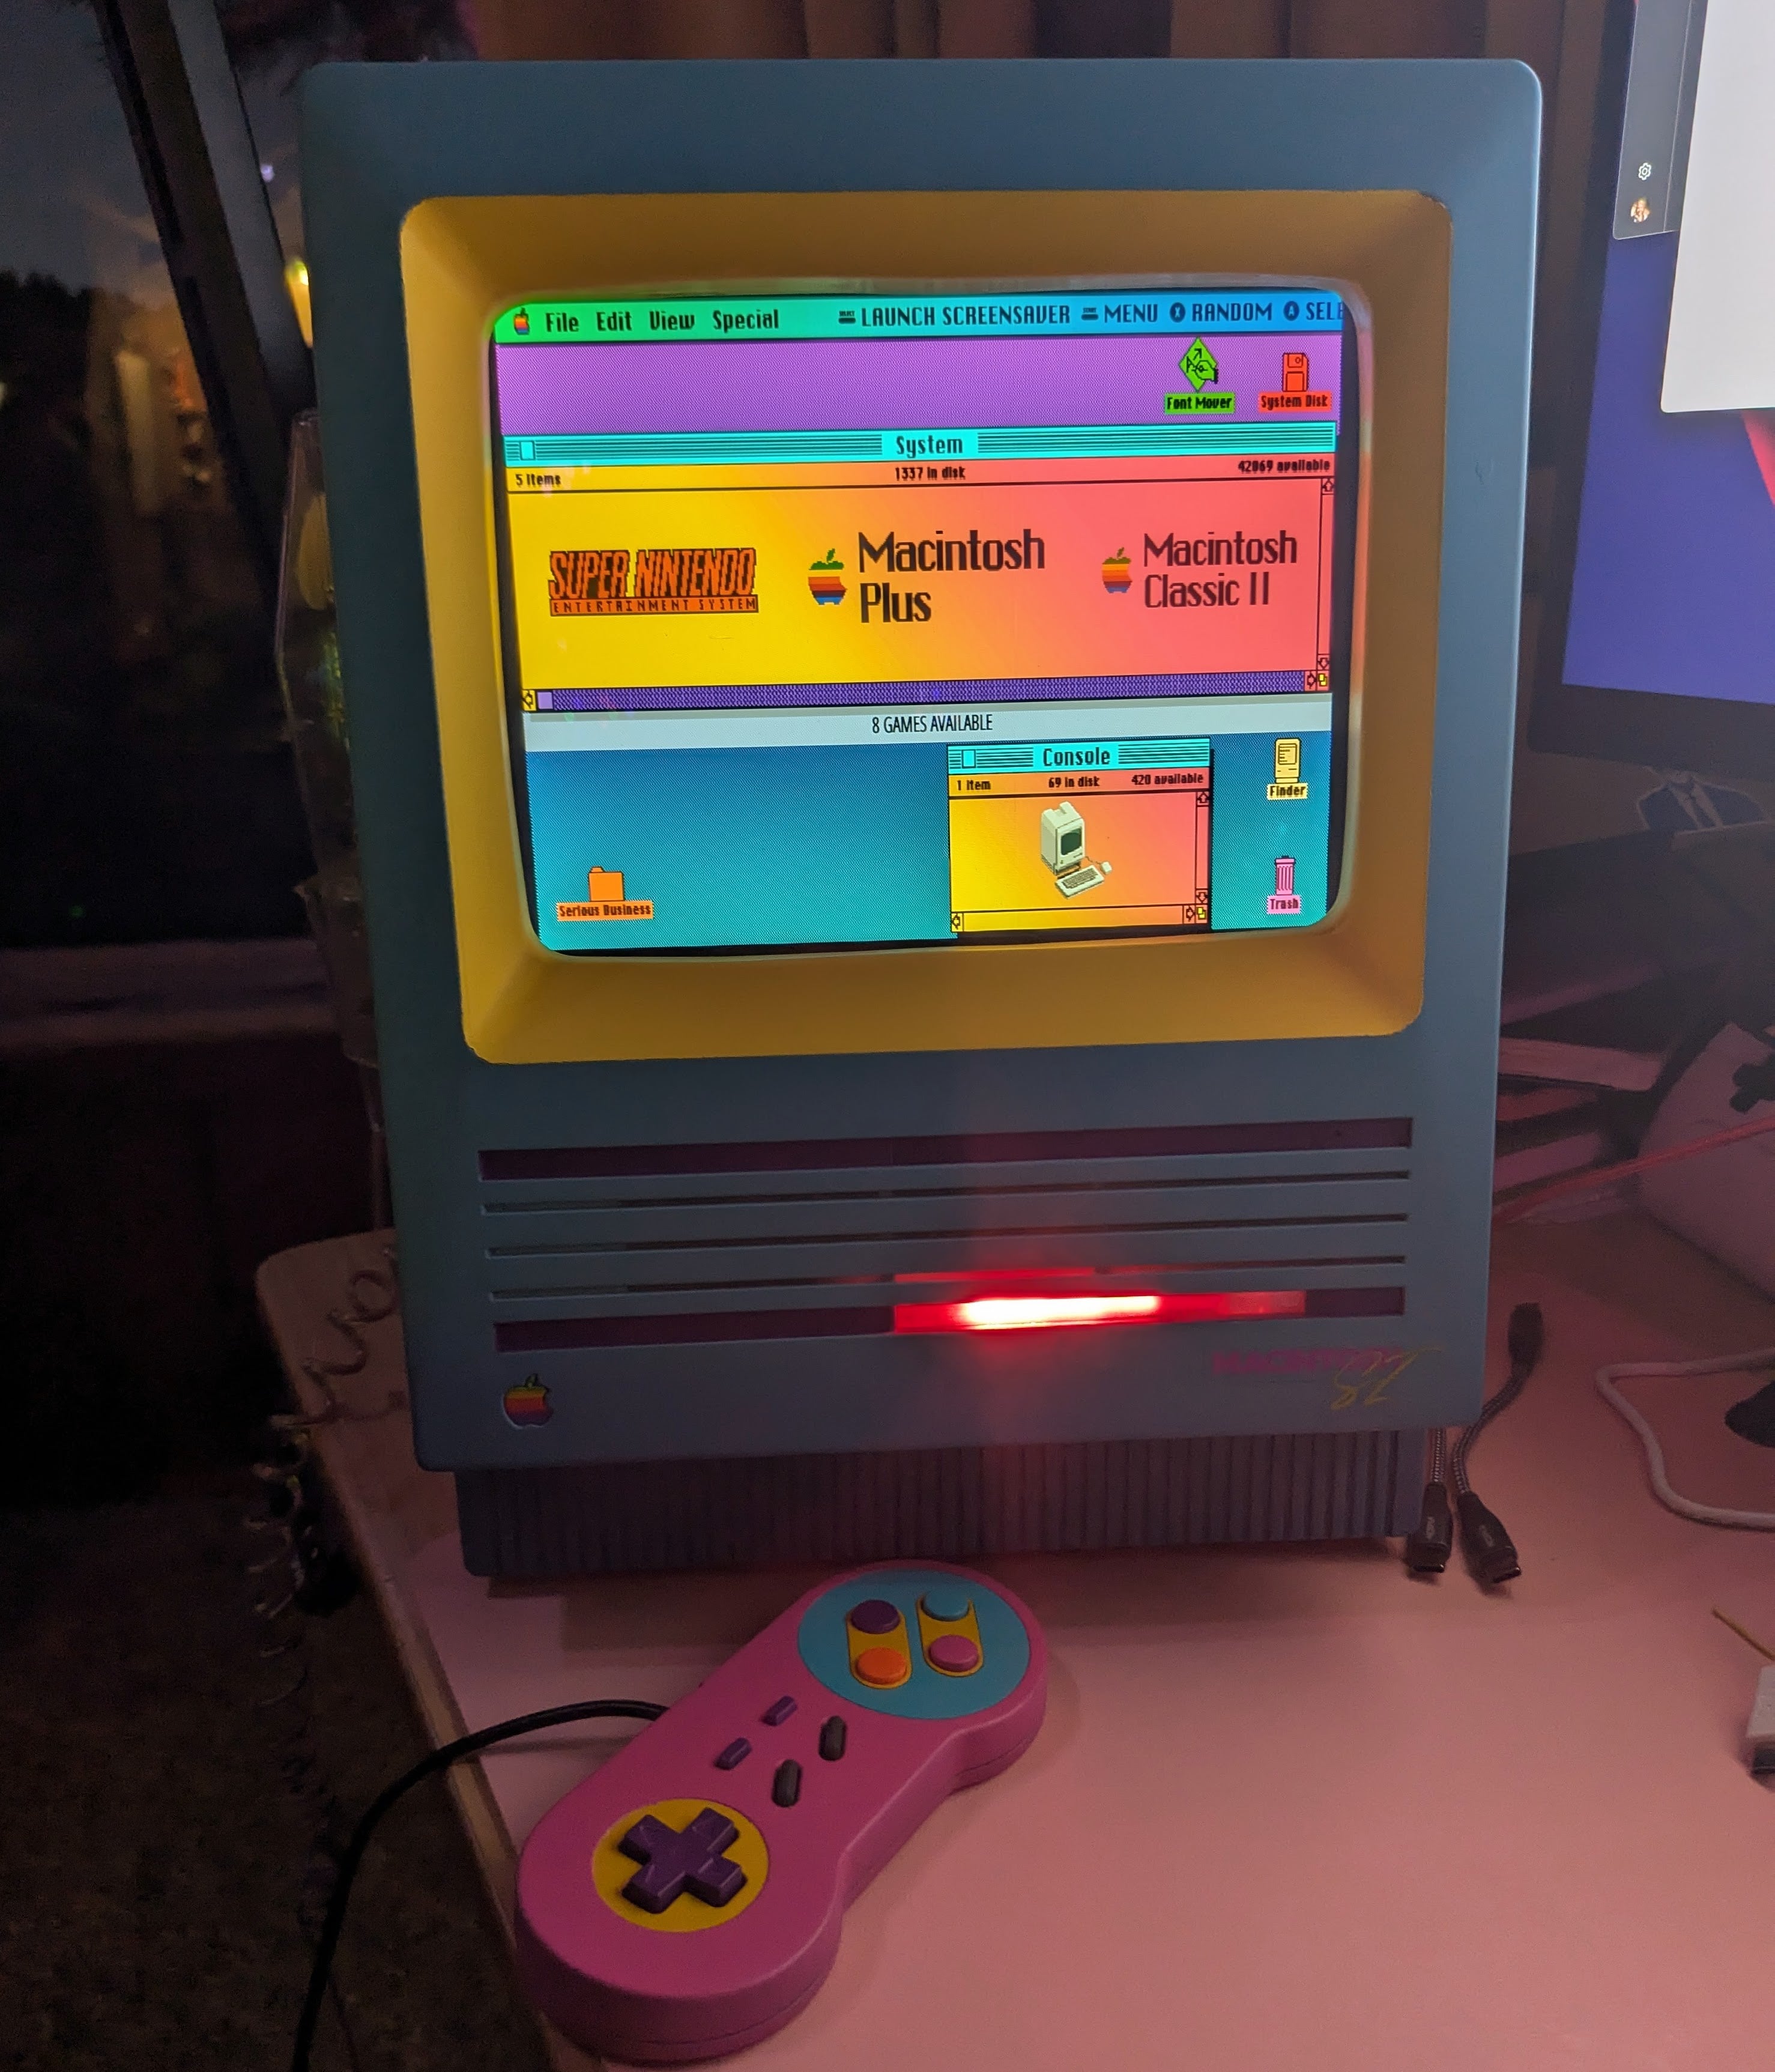 File Edit View Special
LAUNCH SCREENSAVER MENU X RANDOM A SELE
Font Mover
System Disk
System
5 items 1337 in disk 42069 available
SUPER NINTENDO
ENTERTAINMENT SYSTEM
Macintosh
Plus
Macintosh
Classic II
8 GAMES AVAILABLE
Console
1 item 69 in disk 420 available
Finder
Serious Business
Trash